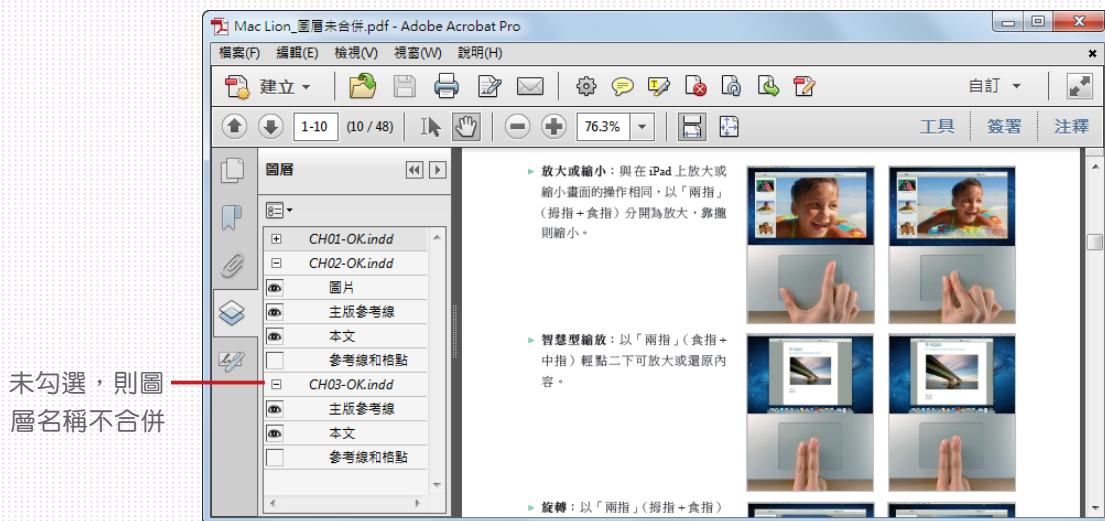 Mac Lion_圖層未合併.pdf - Adobe Acrobat Pro
檔案(F) 編輯(E) 檢視(V) 視窗(W) 說明(H)
建立 自訂
1-10 (10 / 48) 76.3% 工具 簽署 注釋
圖層
CH01-OK.indd
CH02-OK.indd
圖片
主版參考線
本文
參考線和格點
CH03-OK.indd
主版參考線
本文
參考線和格點
放大或縮小：與在 iPad 上放大或
縮小畫面的操作相同，以「兩指」
（拇指+食指）分開為放大，靠攏
則縮小。
智慧型縮放：以「兩指」（食指+
中指）輕點二下可放大或還原內
容。
旋轉：以「兩指」（拇指+食指）
未勾選，則圖
層名稱不合併